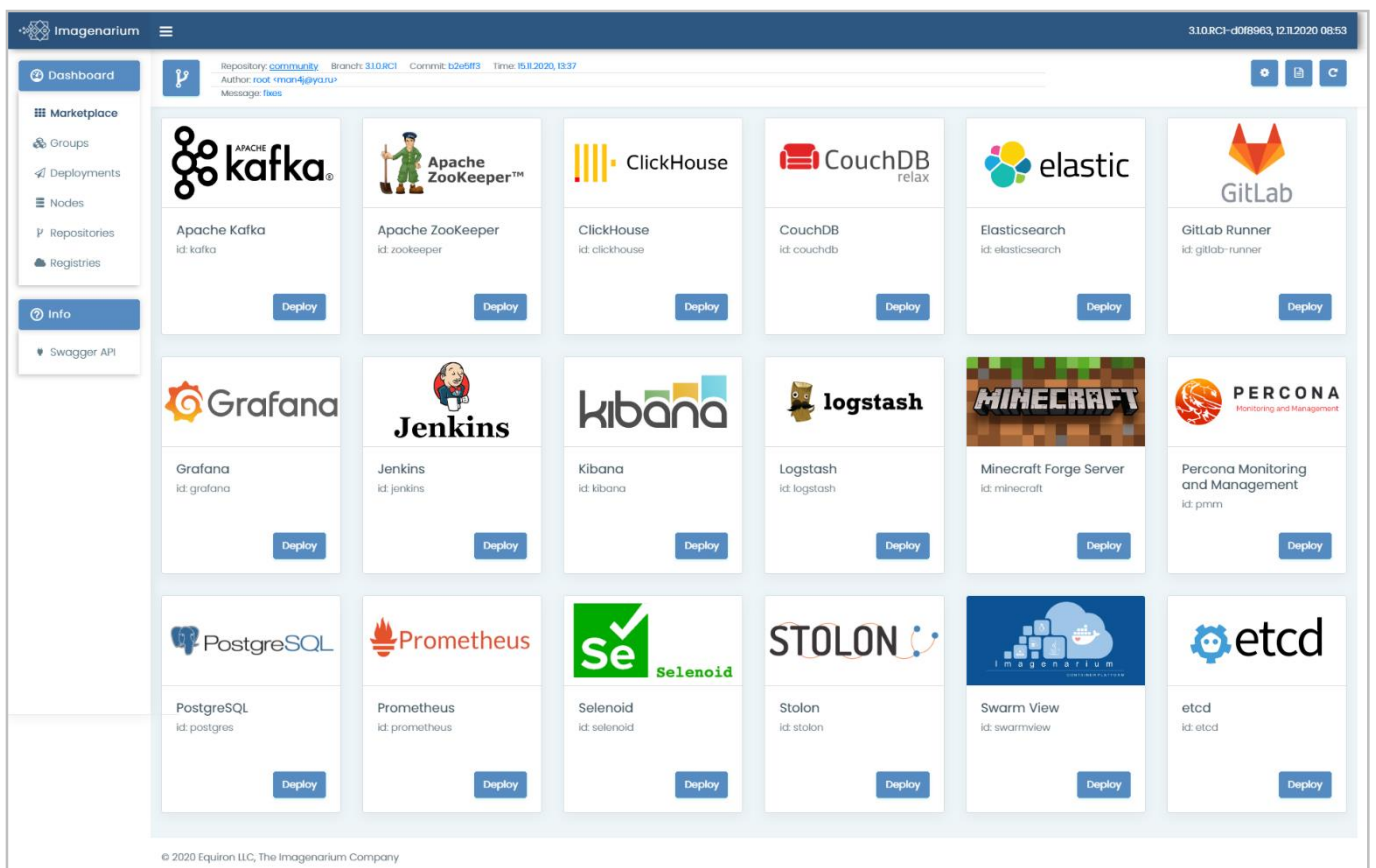 Imagenarium
3.1.0.RC1-d0f8963, 12.11.2020 08:53
Dashboard
Marketplace
Groups
Deployments
Nodes
Repositories
Registries
Info
Swagger API
Repository: community Branch: 3.1.0.RC1 Commit: b2e5ff3 Time: 15.11.2020, 13:37
Author: root <man4j@ya.ru>
Message: fixes
APACHE
kafka®
Apache Kafka
id: kafka
Deploy
Apache
ZooKeeper™
Apache ZooKeeper
id: zookeeper
Deploy
ClickHouse
ClickHouse
id: clickhouse
Deploy
CouchDB
relax
CouchDB
id: couchdb
Deploy
elastic
Elasticsearch
id: elasticsearch
Deploy
GitLab
GitLab Runner
id: gitlab-runner
Deploy
Grafana
Grafana
id: grafana
Deploy
Jenkins
Jenkins
id: jenkins
Deploy
kibana
Kibana
id: kibana
Deploy
logstash
Logstash
id: logstash
Deploy
MINECRAFT
Minecraft Forge Server
id: minecraft
Deploy
PERCONA
Monitoring and Management
Percona Monitoring
and Management
id: pmm
Deploy
PostgreSQL
PostgreSQL
id: postgres
Deploy
Prometheus
Prometheus
id: prometheus
Deploy
Se
Selenoid
Selenoid
id: selenoid
Deploy
STOLON
Stolon
id: stolon
Deploy
Imagenarium
CONTAINER PLATFORM
Swarm View
id: swarmview
Deploy
etcd
etcd
id: etcd
Deploy
© 2020 Equiron LLC, The Imagenarium Company